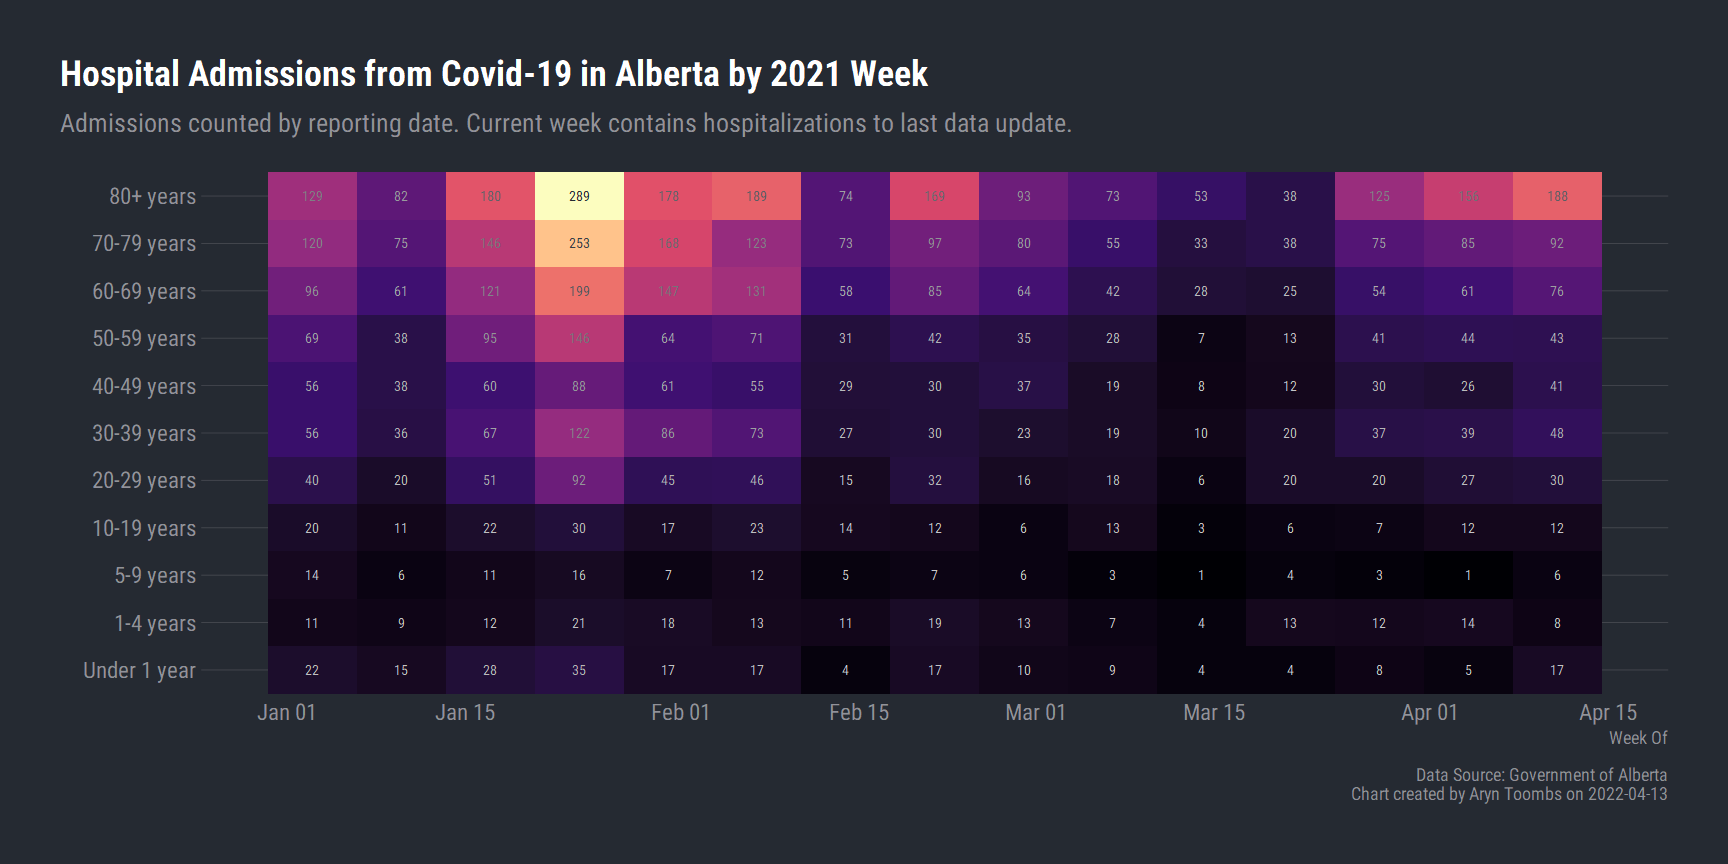 Hospital Admissions from Covid-19 in Alberta by 2021 Week
Admissions counted by reporting date. Current week contains hospitalizations to last data update.
80+ years 129 82 180 289 178 189 74 169 93 73 53 38 125 188
70-79 years 120 75 146 253 168 123 73 97 80 55 33 38 75 85 92
60-69 years 96 61 121 199 147 131 58 85 64 42 28 25 54 61 76
50-59 years 69 38 95 146 64 71 31 42 35 28 7 13 41 44 43
40-49 years 56 38 60 88 61 55 29 30 37 19 8 12 30 26 41
30-39 years 56 36 67 122 86 73 27 30 23 19 10 20 37 39 48
20-29 years 40 20 51 92 45 46 15 32 16 18 6 20 20 27 30
10-19 years 20 11 22 30 17 23 14 12 6 13 3 6 7 12 12
5-9 years 14 6 11 16 7 12 5 7 6 3 1 4 3 1 6
1-4 years 11 9 12 21 18 13 11 19 13 7 4 13 12 14 8
Under 1 year 22 15 28 35 17 17 4 17 10 9 4 4 8 5 17
Jan 01 Jan 15 Feb 01 Feb 15 Mar 01 Mar 15 Apr 01 Apr 15
Week Of
Data Source: Government of Alberta
Chart created by Aryn Toombs on 2022-04-13